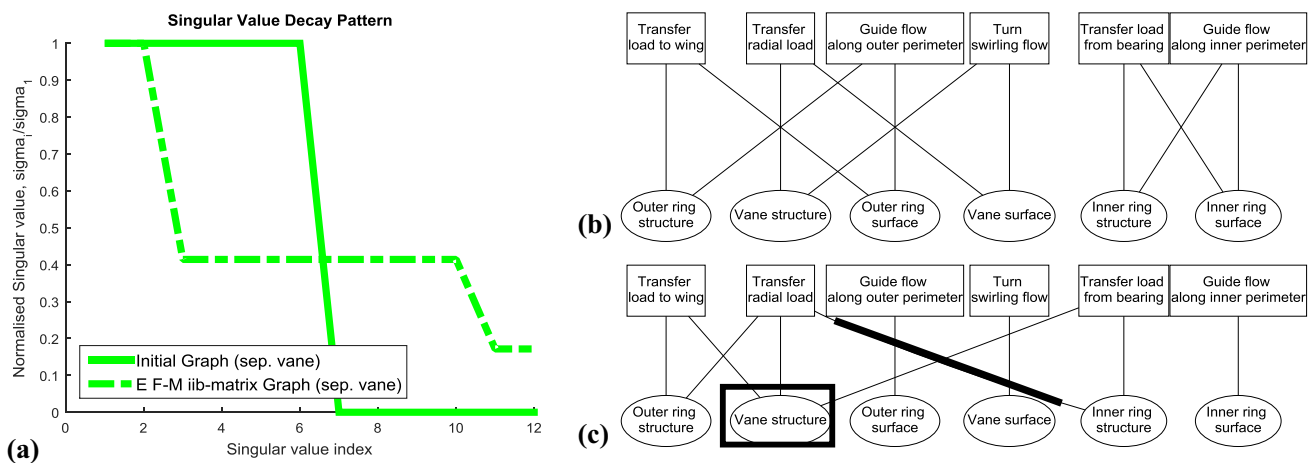 Singular Value Decay Pattern
1
0.9
0.8
0.7
0.6
0.5
0.4
0.3
0.2
0.1
0
Normalised Singular value, sigma_i/sigma_1
Initial Graph (sep. vane)
E F-M iib-matrix Graph (sep. vane)
0 2 4 6 8 10 12
Singular value index
(a)
Transfer
load to wing
Transfer
radial load
Guide flow
along outer perimeter
Turn
swirling flow
Transfer load
from bearing
Guide flow
along inner perimeter
(b)
Outer ring
structure
Vane structure
Outer ring
surface
Vane surface
Inner ring
structure
Inner ring
surface
Transfer
load to wing
Transfer
radial load
Guide flow
along outer perimeter
Turn
swirling flow
Transfer load
from bearing
Guide flow
along inner perimeter
(c)
Outer ring
structure
Vane structure
Outer ring
surface
Vane surface
Inner ring
structure
Inner ring
surface